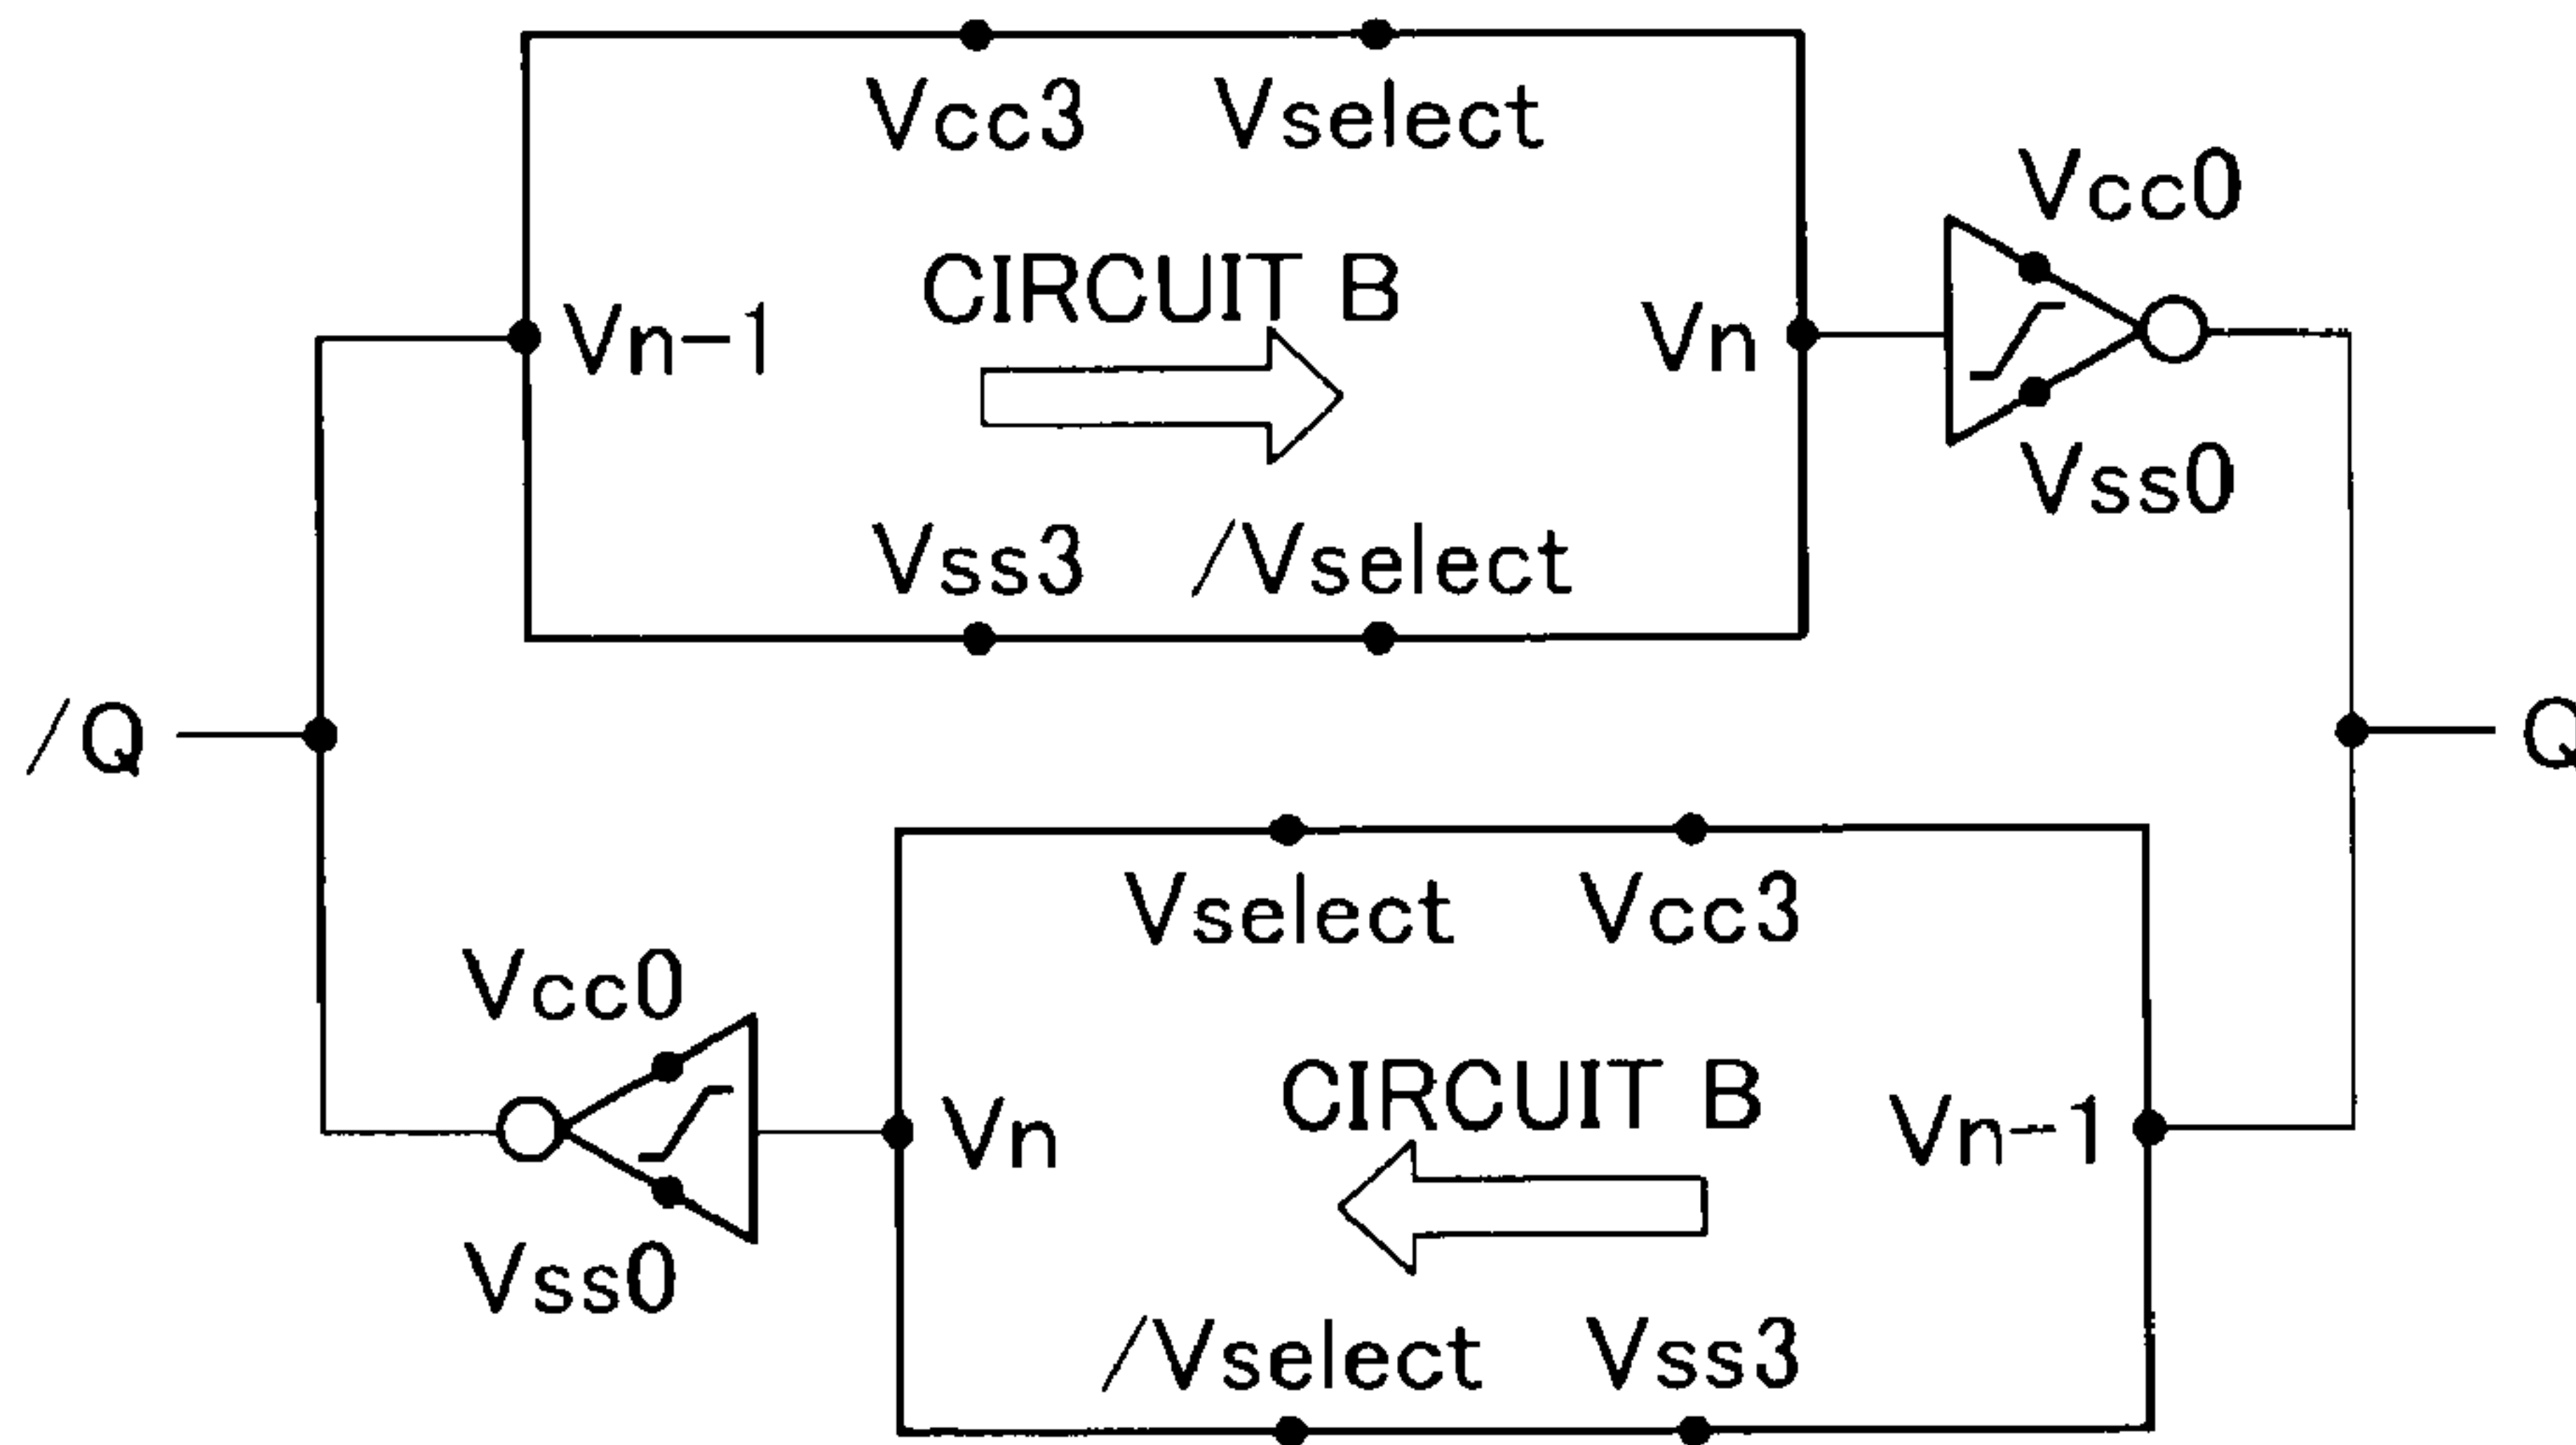 Vcc3 Vselect
Vcc0
CIRCUIT B
Vn-1 Vn
Vss0
Vss3 /Vselect
/Q Q
Vselect Vcc3
Vcc0
CIRCUIT B
Vn Vn-1
Vss0
/Vselect Vss3